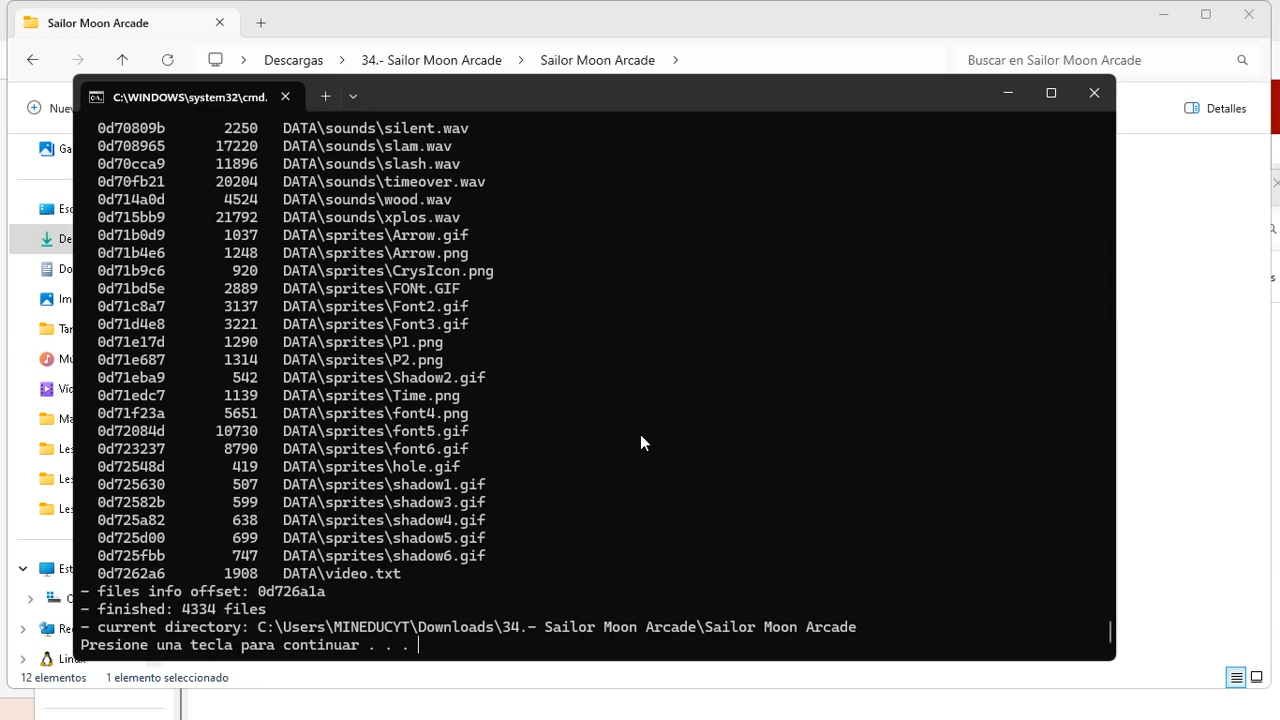 Sailor Moon Arcade
Descargas > 34.- Sailor Moon Arcade > Sailor Moon Arcade >
Buscar en Sailor Moon Arcade
C:\WINDOWS\system32\cmd.
Detalles
0d70809b 2250 DATA\sounds\silent.wav
0d708965 17220 DATA\sounds\slam.wav
0d70cca9 11896 DATA\sounds\slash.wav
0d70fb21 20204 DATA\sounds\timeover.wav
0d714a0d 4524 DATA\sounds\wood.wav
0d715bb9 21792 DATA\sounds\xplos.wav
0d71b0d9 1037 DATA\sprites\Arrow.gif
0d71b4e6 1248 DATA\sprites\Arrow.png
0d71b9c6 920 DATA\sprites\CrysIcon.png
0d71bd5e 2889 DATA\sprites\FONt.GIF
0d71c8a7 3137 DATA\sprites\Font2.gif
0d71d4e8 3221 DATA\sprites\Font3.gif
0d71e17d 1290 DATA\sprites\P1.png
0d71e687 1314 DATA\sprites\P2.png
0d71eba9 542 DATA\sprites\Shadow2.gif
0d71edc7 1139 DATA\sprites\Time.png
0d71f23a 5651 DATA\sprites\font4.png
0d72084d 10730 DATA\sprites\font5.gif
0d723237 8790 DATA\sprites\font6.gif
0d72548d 419 DATA\sprites\hole.gif
0d725630 507 DATA\sprites\shadow1.gif
0d72582b 599 DATA\sprites\shadow3.gif
0d725a82 638 DATA\sprites\shadow4.gif
0d725d00 699 DATA\sprites\shadow5.gif
0d725fbb 747 DATA\sprites\shadow6.gif
0d7262a6 1908 DATA\video.txt
- files info offset: 0d726a1a
- finished: 4334 files
- current directory: C:\Users\MINEDUCYT\Downloads\34.- Sailor Moon Arcade\Sailor Moon Arcade
Presione una tecla para continuar . . .
12 elementos 1 elemento seleccionado